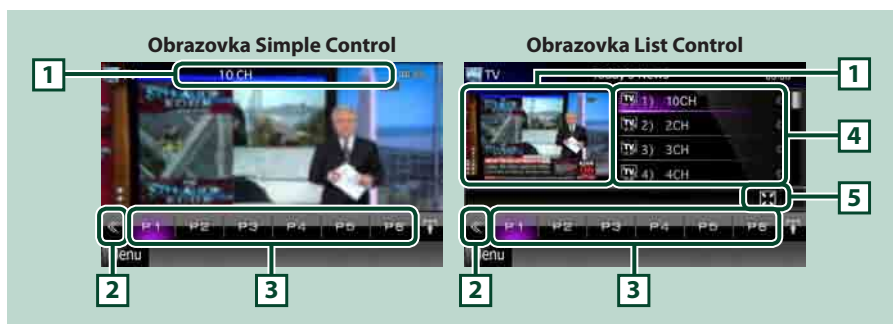 Obrazovka Simple Control
Obrazovka List Control
1
10 CH
TV
1
1) 10CH
2) 2CH
3) 3CH
4) 4CH
4
5
P1 P2 P3 P4 P5 P6
P1 P2 P3 P4 P5 P6
2
3
2
3